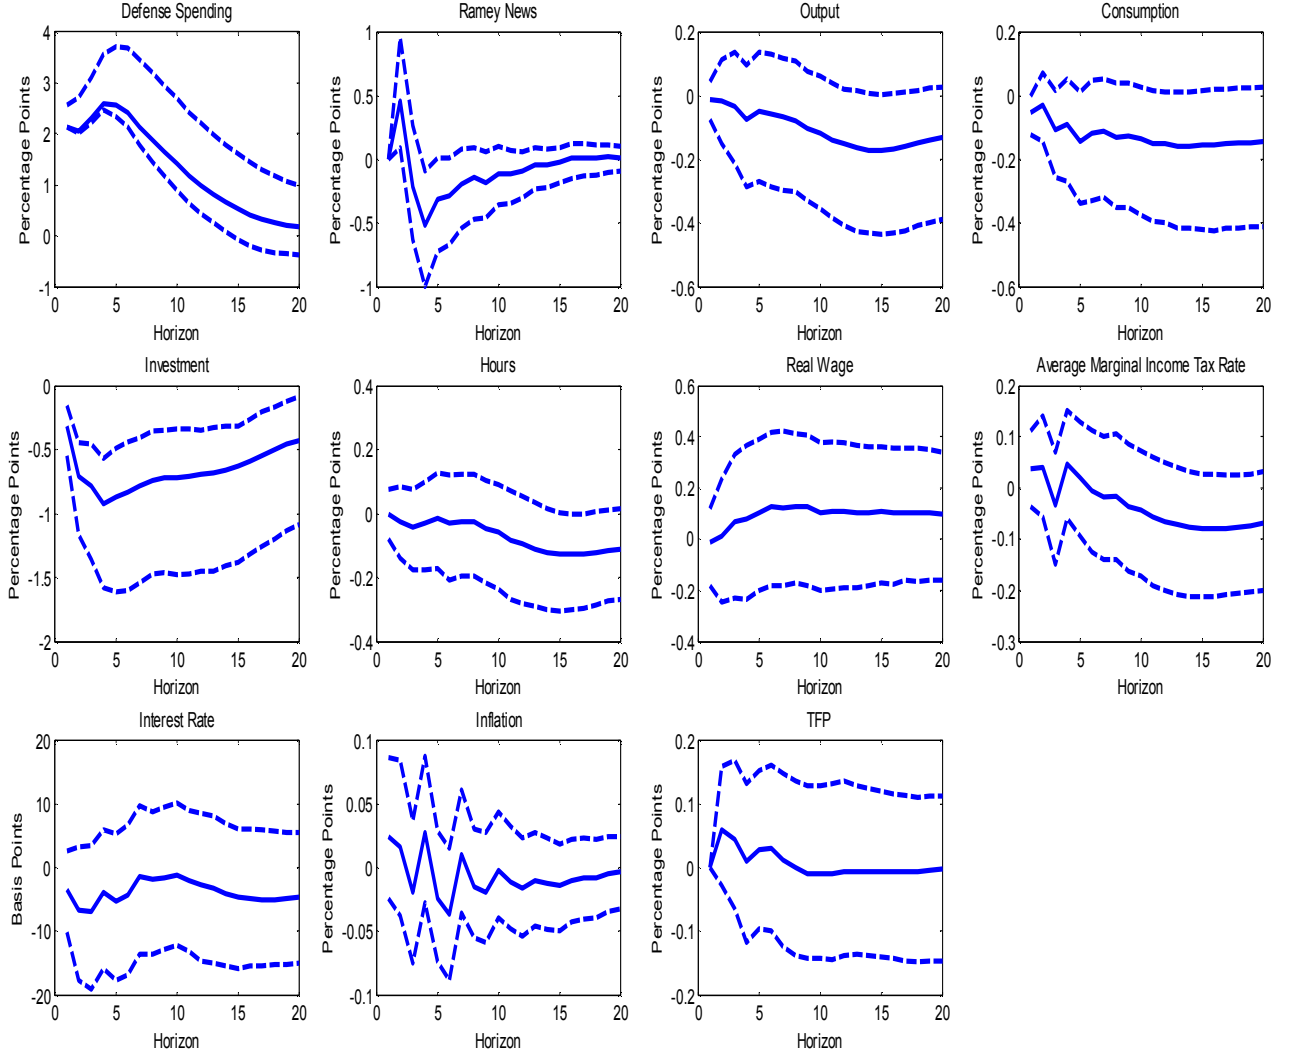 Defense Spending
Percentage Points
4
3
2
1
0
-1
0 5 10 15 20
Horizon
Ramey News
Percentage Points
1
0.5
0
-0.5
-1
0 5 10 15 20
Horizon
Output
Percentage Points
0.2
0
-0.2
-0.4
-0.6
0 5 10 15 20
Horizon
Consumption
Percentage Points
0.2
0
-0.2
-0.4
-0.6
0 5 10 15 20
Horizon
Investment
Percentage Points
0
-0.5
-1
-1.5
-2
0 5 10 15 20
Horizon
Hours
Percentage Points
0.4
0.2
0
-0.2
-0.4
0 5 10 15 20
Horizon
Real Wage
Percentage Points
0.6
0.4
0.2
0
-0.2
-0.4
0 5 10 15 20
Horizon
Average Marginal Income Tax Rate
Percentage Points
0.2
0.1
0
-0.1
-0.2
-0.3
0 5 10 15 20
Horizon
Interest Rate
Basis Points
20
10
0
-10
-20
0 5 10 15 20
Horizon
Inflation
Percentage Points
0.1
0.05
0
-0.05
-0.1
0 5 10 15 20
Horizon
TFP
Percentage Points
0.2
0.1
0
-0.1
-0.2
0 5 10 15 20
Horizon